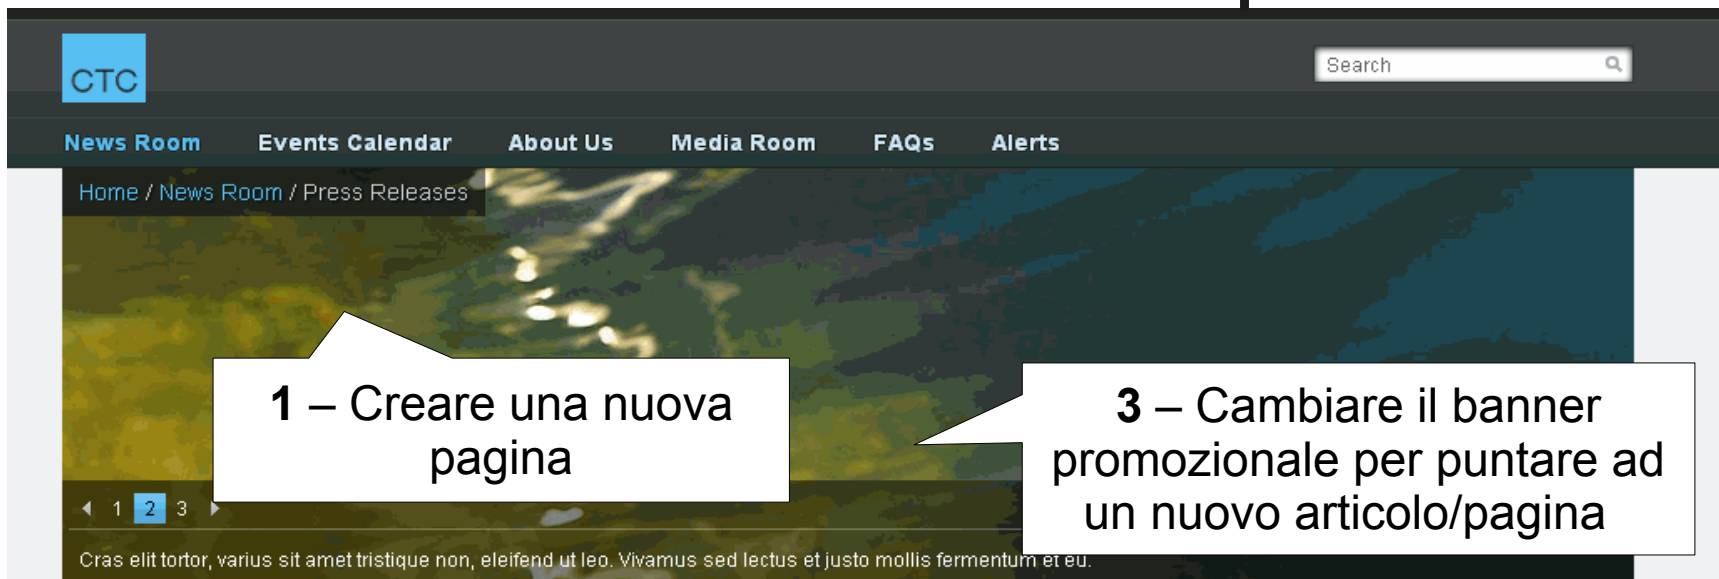 CTC
Search
News Room Events Calendar About Us Media Room FAQs Alerts
Home / News Room / Press Releases
1 – Creare una nuova
pagina
3 – Cambiare il banner
promozionale per puntare ad
un nuovo articolo/pagina
1 2 3
Cras elit tortor, varius sit amet tristique non, eleifend ut leo. Vivamus sed lectus et justo mollis fermentum et eu.